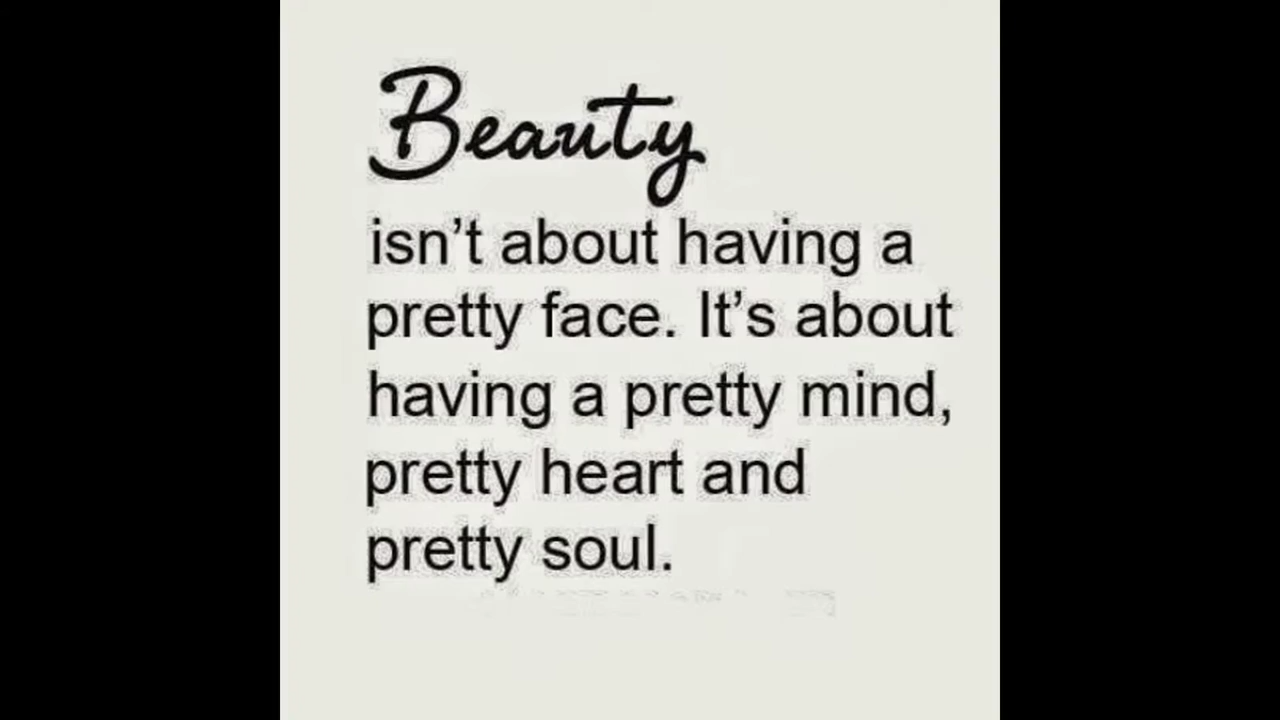 Beauty
isn’t about having a
pretty face. It’s about
having a pretty mind,
pretty heart and
pretty soul.